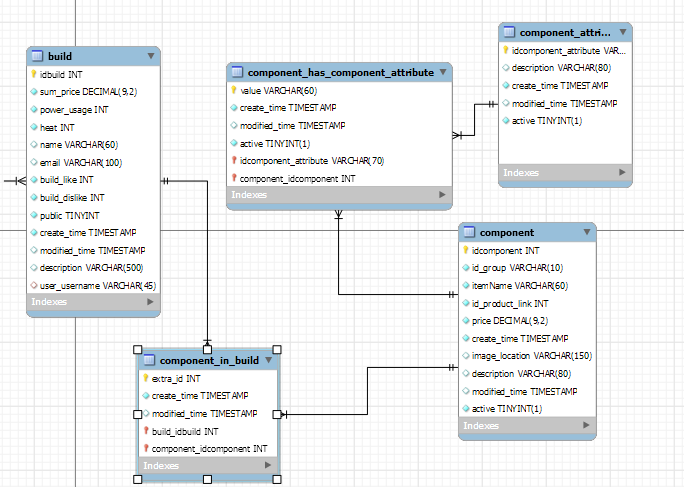 build
idbuild INT
sum_price DECIMAL(9,2)
power_usage INT
heat INT
name VARCHAR(60)
email VARCHAR(100)
build_like INT
build_dislike INT
public TINYINT
create_time TIMESTAMP
modified_time TIMESTAMP
description VARCHAR(500)
user_username VARCHAR(45)
Indexes
component_has_component_attribute
value VARCHAR(60)
create_time TIMESTAMP
modified_time TIMESTAMP
active TINYINT(1)
idcomponent_attribute VARCHAR(70)
component_idcomponent INT
Indexes
component_attri...
idcomponent_attribute VAR...
description VARCHAR(80)
create_time TIMESTAMP
modified_time TIMESTAMP
active TINYINT(1)
Indexes
component
idcomponent INT
id_group VARCHAR(10)
itemName VARCHAR(60)
id_product_link INT
price DECIMAL(9,2)
create_time TIMESTAMP
image_location VARCHAR(150)
description VARCHAR(80)
modified_time TIMESTAMP
active TINYINT(1)
Indexes
component_in_build
extra_id INT
create_time TIMESTAMP
modified_time TIMESTAMP
build_idbuild INT
component_idcomponent INT
Indexes